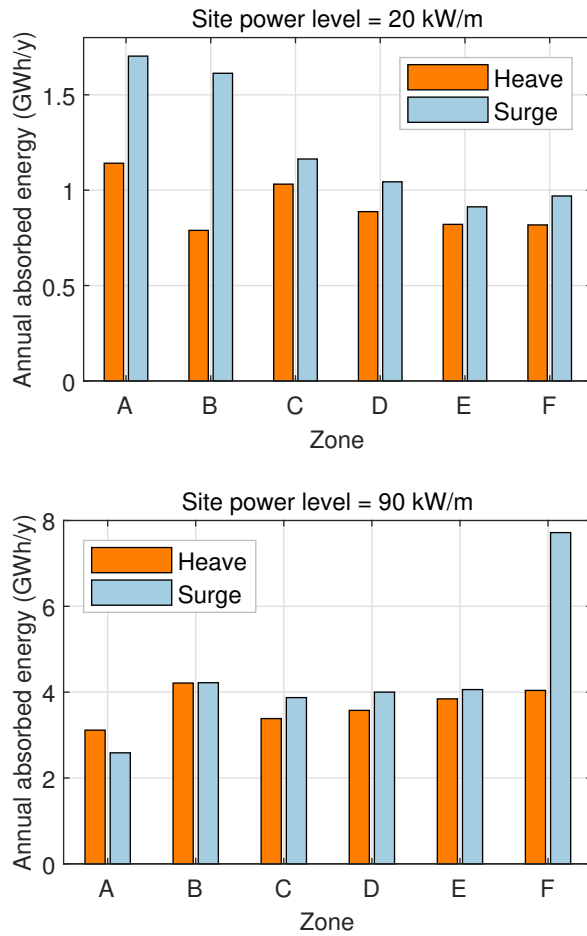 Site power level = 20 kW/m
Annual absorbed energy (GWh/y)
1.5
1
0.5
0
Heave
Surge
A B C D E F
Zone
Site power level = 90 kW/m
Annual absorbed energy (GWh/y)
8
6
4
2
0
Heave
Surge
A B C D E F
Zone